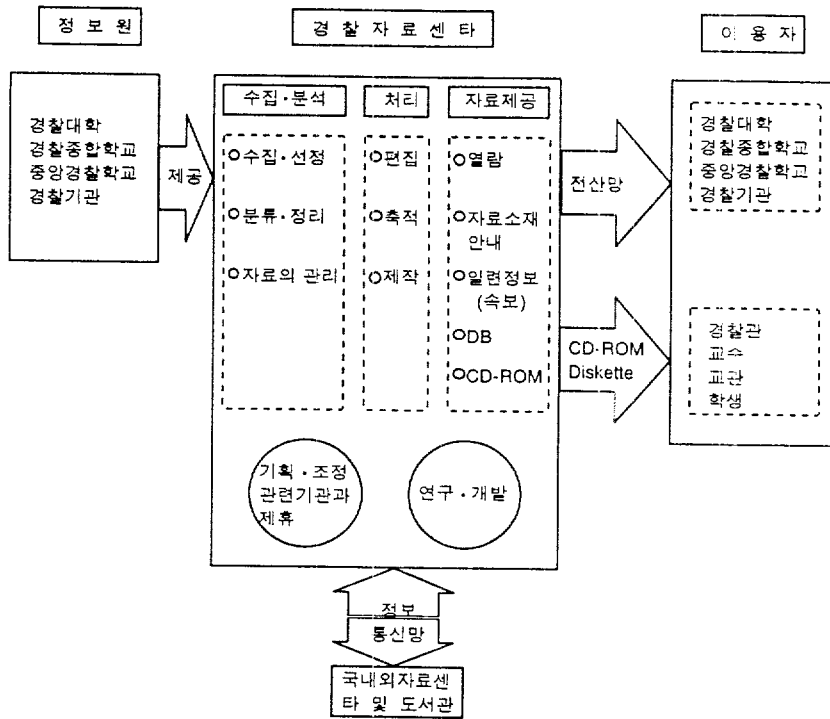 정 보 원
경 찰 자 료 센 타
이 용 자
경찰대학
경찰종합학교
중앙경찰학교
경찰기관
제공
수집·분석
수집·선정
분류·정리
자료의 관리
처리
편집
축적
제작
자료제공
열람
자료소재
안내
일련정보
(속보)
DB
CD-ROM
기획·조정
관련기관과
제휴
연구·개발
전산망
CD-ROM
Diskette
경찰대학
경찰종합학교
중앙경찰학교
경찰기관
경찰관
교수
교관
학생
정보
통신망
국내외자료센
타 및 도서관